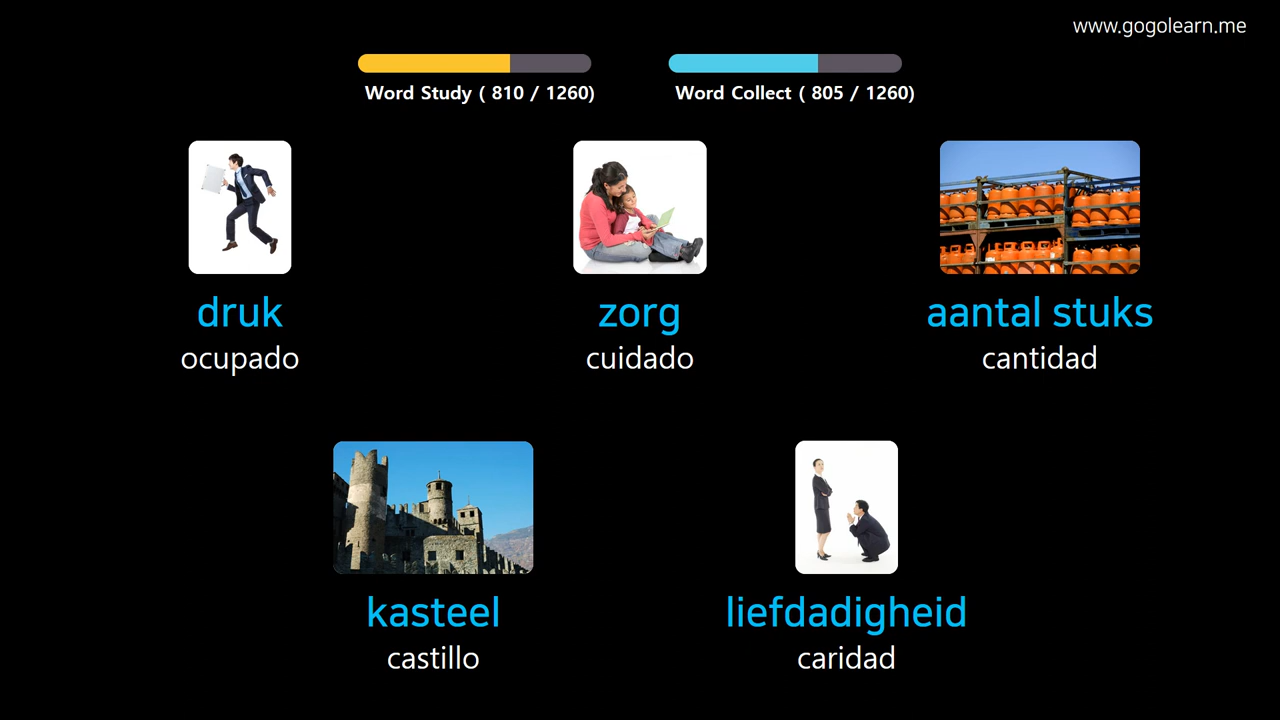 www.gogolearn.me
Word Study ( 810 / 1260)
Word Collect ( 805 / 1260)
druk
ocupado
zorg
cuidado
aantal stuks
cantidad
kasteel
castillo
liefdadigheid
caridad